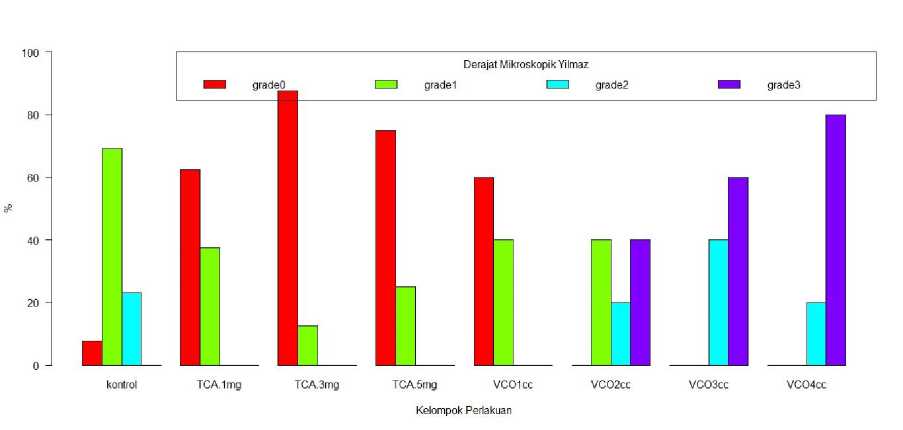 Derajat Mikroskopik Yilmaz
grade0 grade1 grade2 grade3
100
80
60
40
20
0
%
kontrol TCA.1mg TCA.3mg TCA.5mg VCO1cc VCO2cc VCO3cc VCO4cc
Kelompok Perlakuan